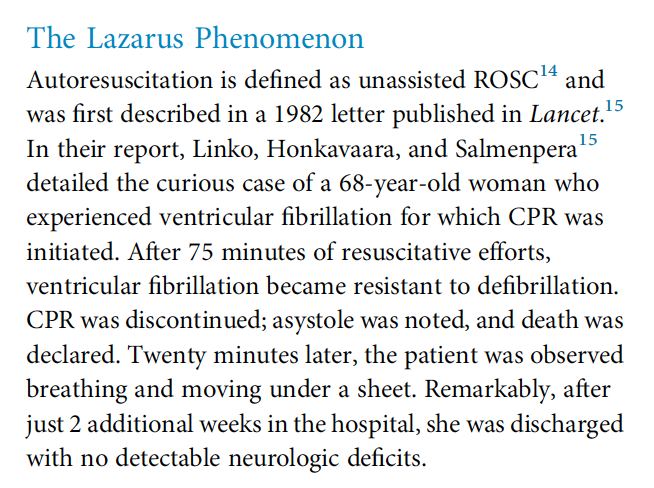 The Lazarus Phenomenon
Autoresuscitation is defined as unassisted ROSC14 and
was first described in a 1982 letter published in Lancet.15
In their report, Linko, Honkavaara, and Salmenpera15
detailed the curious case of a 68-year-old woman who
experienced ventricular fibrillation for which CPR was
initiated. After 75 minutes of resuscitative efforts,
ventricular fibrillation became resistant to defibrillation.
CPR was discontinued; asystole was noted, and death was
declared. Twenty minutes later, the patient was observed
breathing and moving under a sheet. Remarkably, after
just 2 additional weeks in the hospital, she was discharged
with no detectable neurologic deficits.